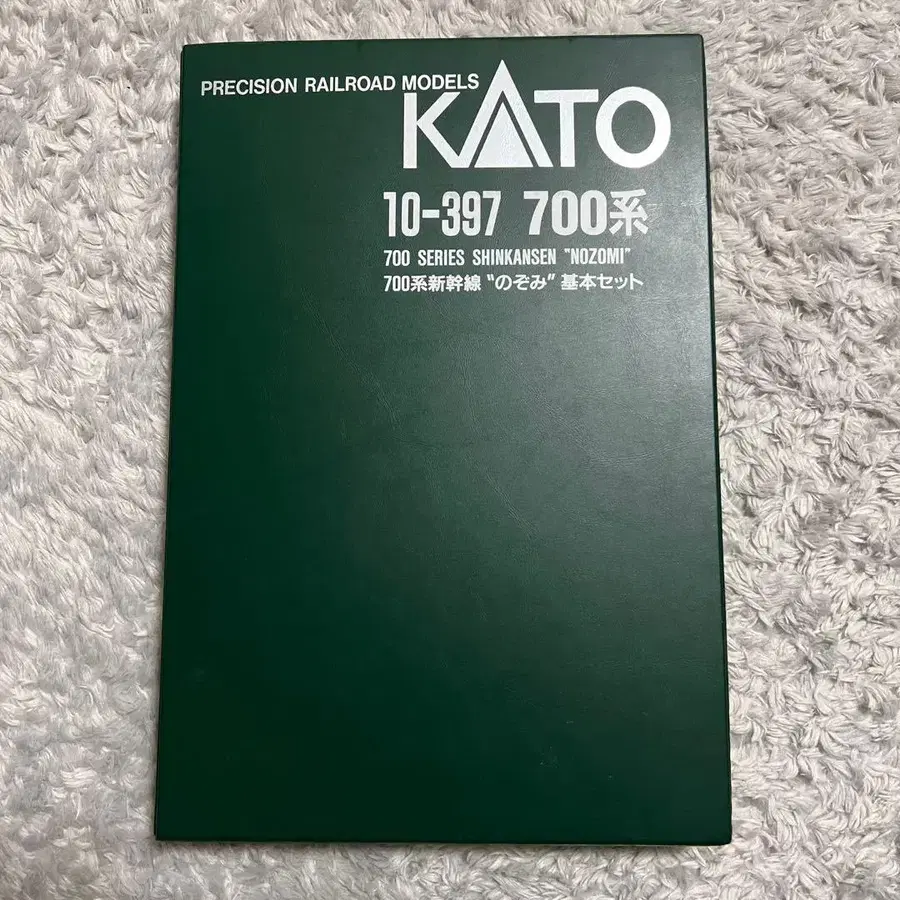 PRECISION RAILROAD MODELS
KATO
10-397 700系
700 SERIES SHINKANSEN "NOZOMI"
700系新幹線 "のぞみ" 基本セット